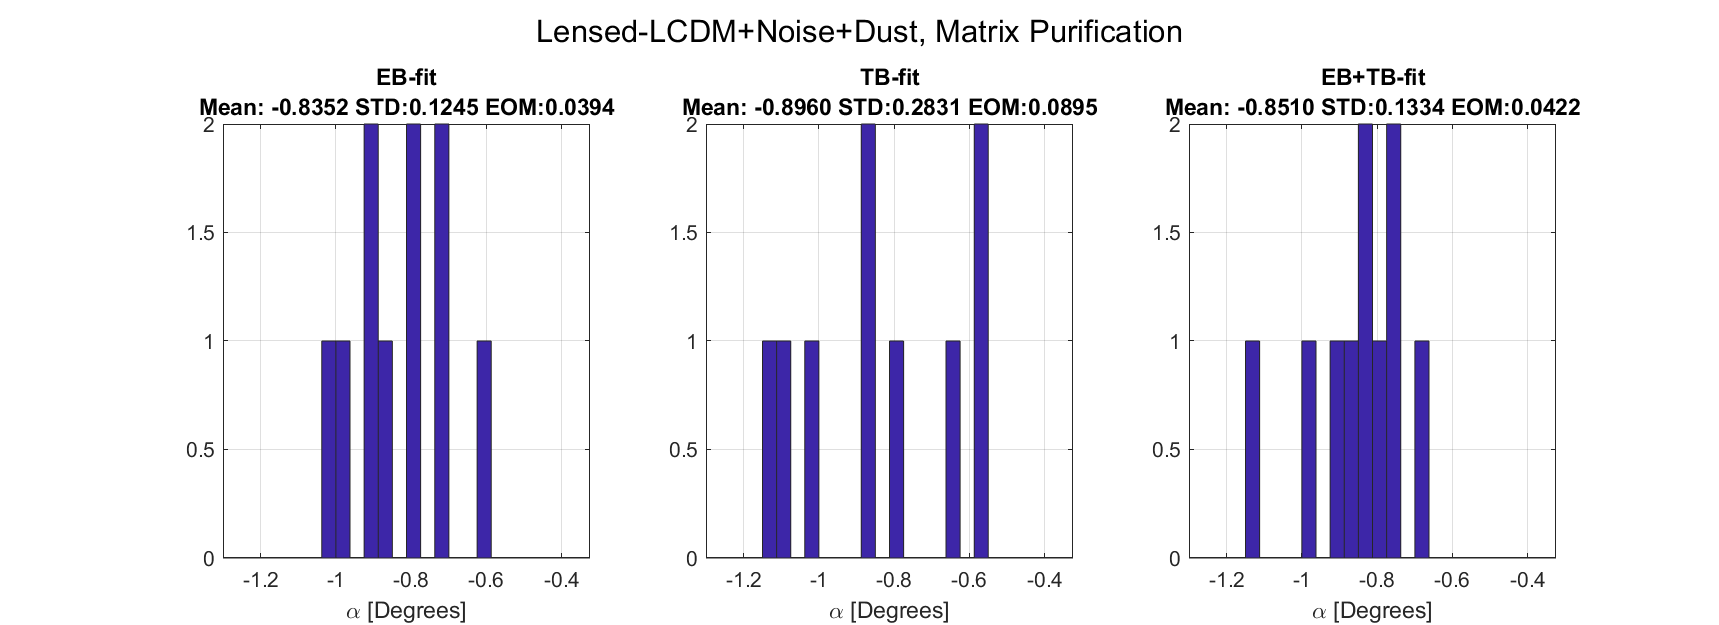 Lensed-LCDM+Noise+Dust, Matrix Purification
EB-fit
Mean: -0.8352 STD:0.1245 EOM:0.0394
2
1.5
1
0.5
0
-1.2 -1 -0.8 -0.6 -0.4
α [Degrees]
TB-fit
Mean: -0.8960 STD:0.2831 EOM:0.0895
2
1.5
1
0.5
0
-1.2 -1 -0.8 -0.6 -0.4
α [Degrees]
EB+TB-fit
Mean: -0.8510 STD:0.1334 EOM:0.0422
2
1.5
1
0.5
0
-1.2 -1 -0.8 -0.6 -0.4
α [Degrees]